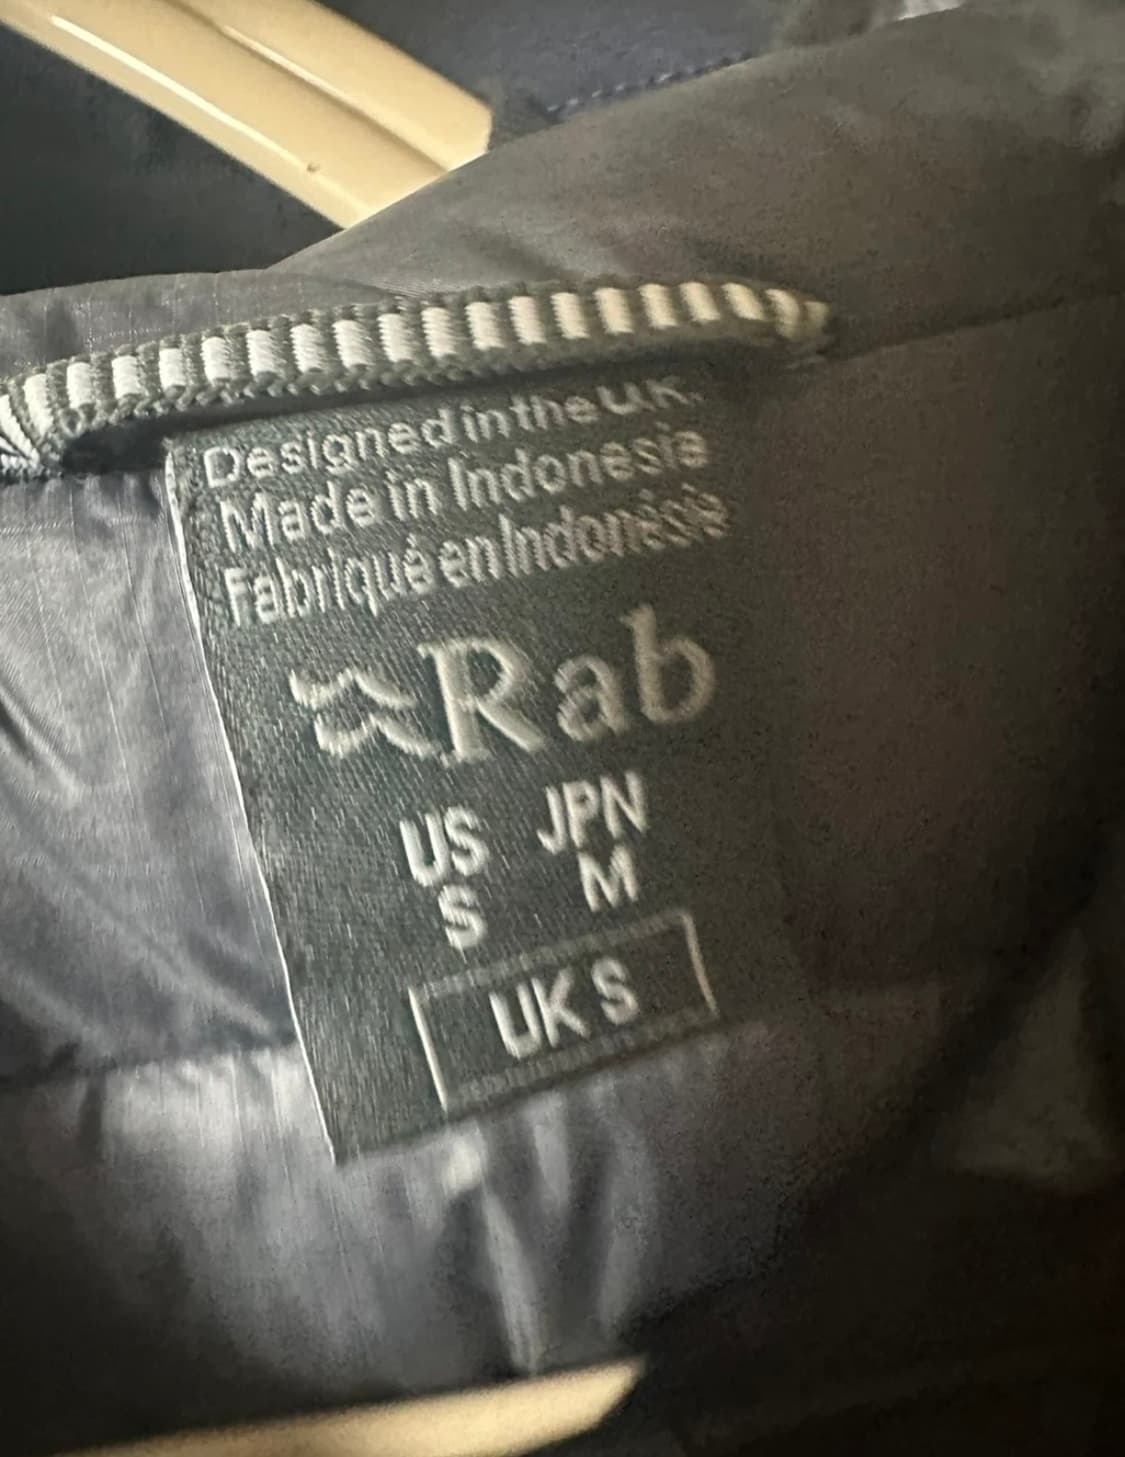 Designed in the U.K.
Made in Indonesia
Fabriqué en Indonésie
Rab
US JPN
S M
UK S